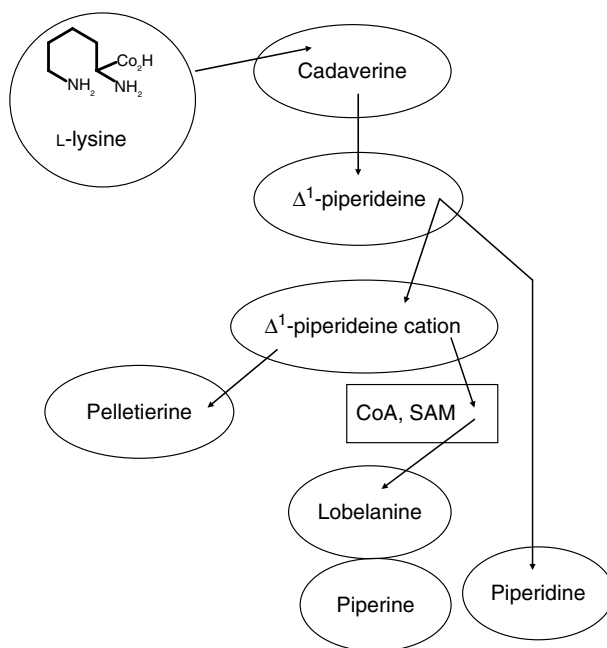 Co2H
NH2
NH2
L-lysine
Cadaverine
Δ1-piperideine
Δ1-piperideine cation
Pelletierine
CoA, SAM
Lobelanine
Piperine
Piperidine